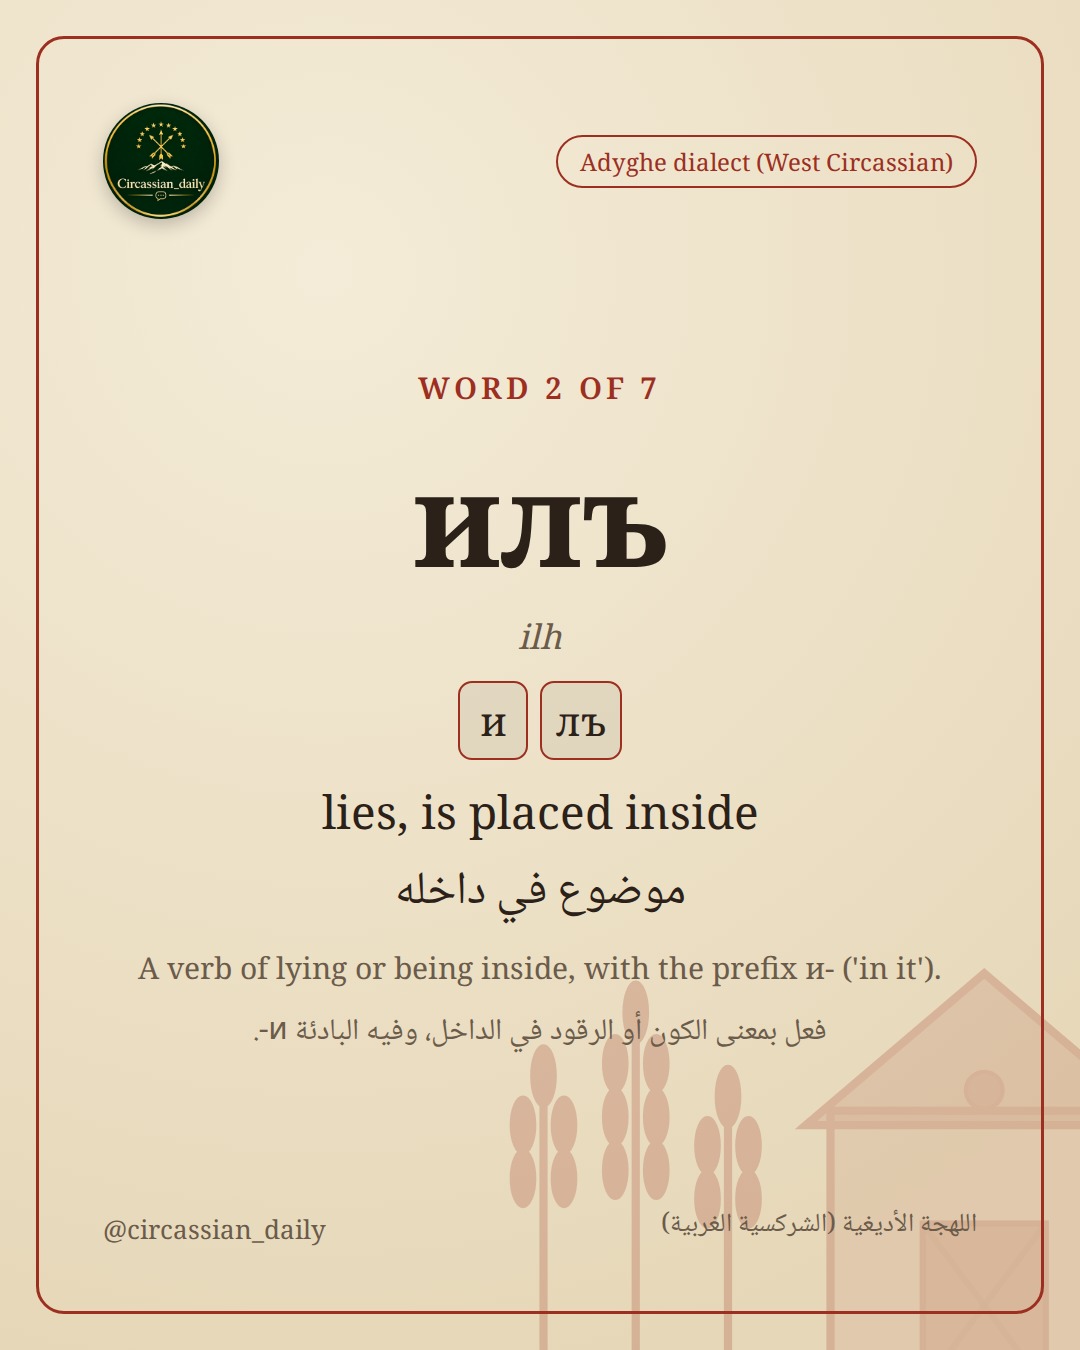 Circassian_daily
Adyghe dialect (West Circassian)
WORD 2 OF 7
илъ
ilh
и лъ
lies, is placed inside
موضوع في داخله
A verb of lying or being inside, with the prefix и- ('in it').
فعل بمعنى الكون أو الرقود في الداخل، وفيه البادئة и-.
@circassian_daily
اللهجة الأديغية (الشركسية الغربية)